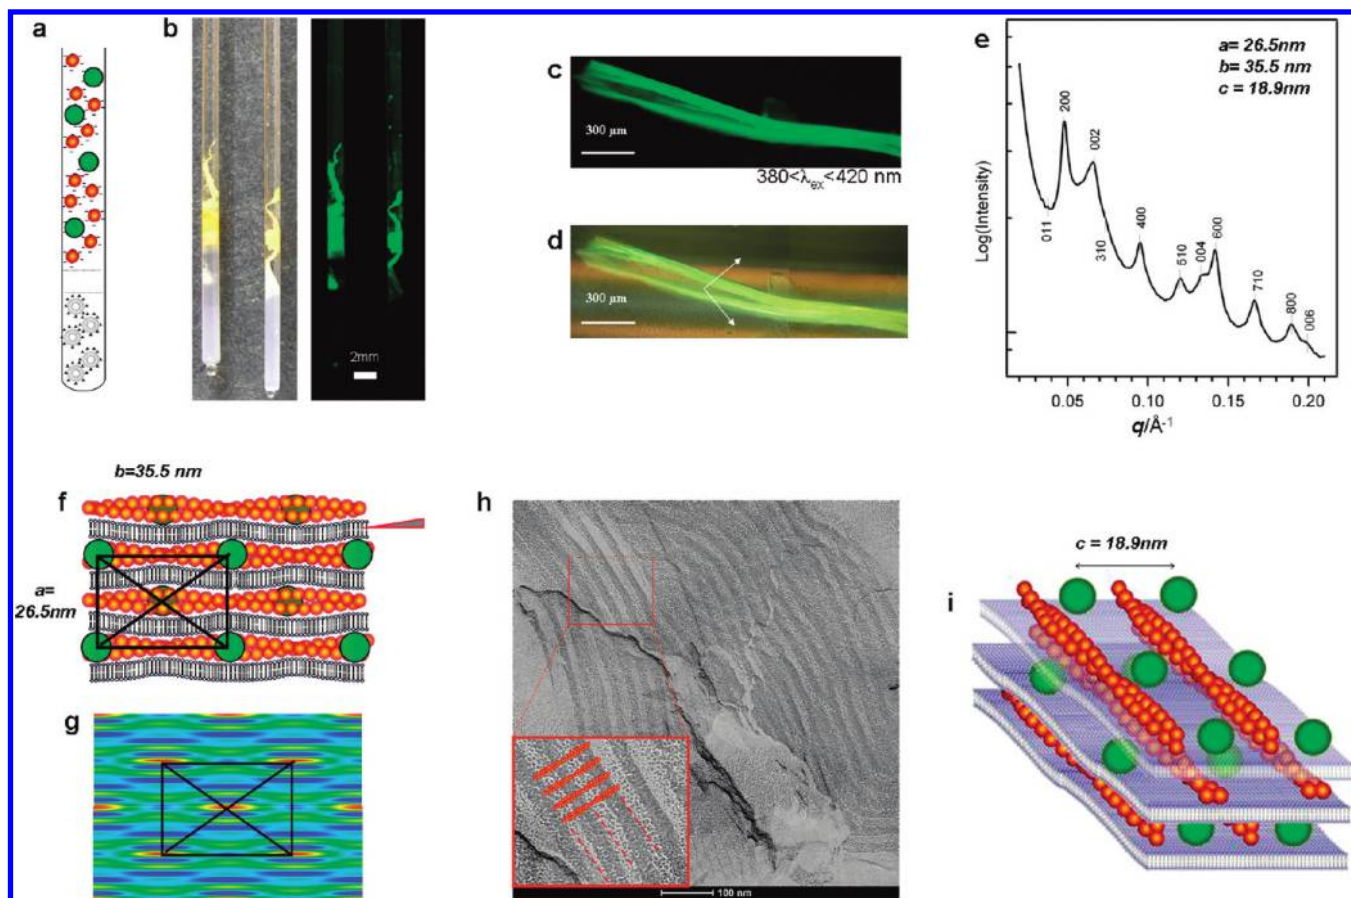 a
b
2mm
c
300 µm
380<λex<420 nm
d
300 µm
e
a= 26.5nm
b= 35.5 nm
c = 18.9nm
Log(Intensity)
011
200
002
310
400
510
004
600
710
800
006
0.05
0.10
0.15
0.20
q/Å-1
f
b=35.5 nm
a=
26.5nm
g
h
100 nm
i
c = 18.9nm